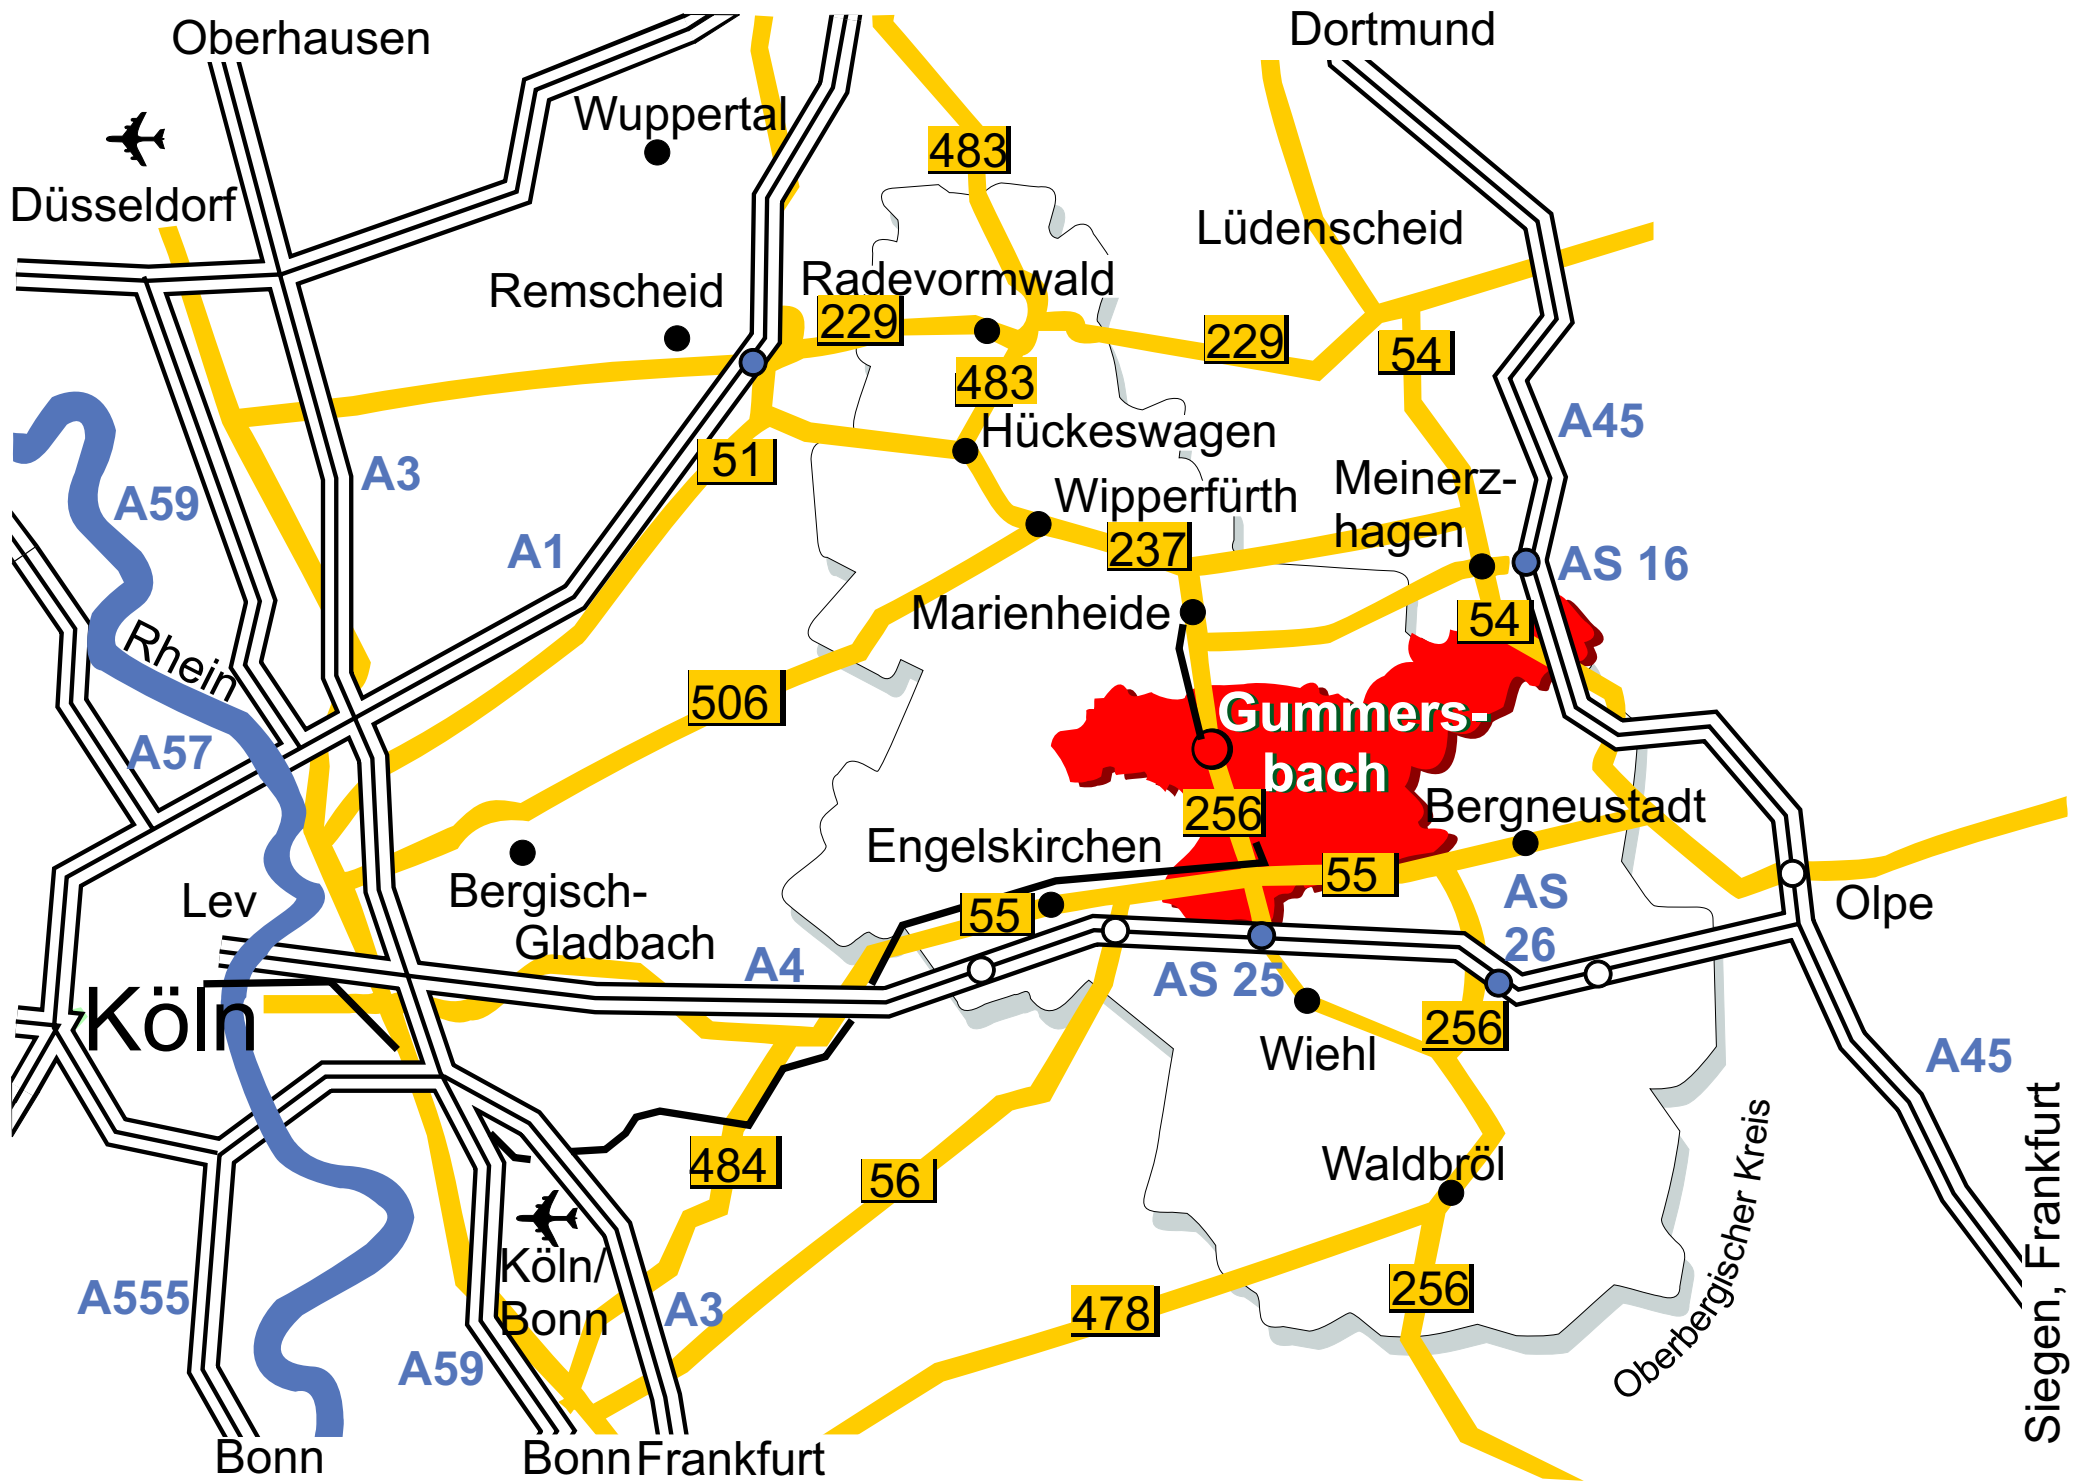 Oberhausen
Dortmund
Wuppertal
483
Düsseldorf
Lüdenscheid
Remscheid
Radevormwald
229
229
54
483
A45
Hückeswagen
51
A3
A59
Meinerz-
hagen
Wipperfürth
237
A1
AS 16
Marienheide
54
Rhein
506
Gummers-
bach
A57
256
Bergneustadt
Engelskirchen
55
Bergisch-
Gladbach
Lev
55
AS
26
Olpe
A4
AS 25
Köln
256
Wiehl
A45
484
56
Waldbröl
Oberbergischer Kreis
Siegen, Frankfurt
Köln/
Bonn
A555
A3
478
256
A59
Bonn
Bonn
Frankfurt